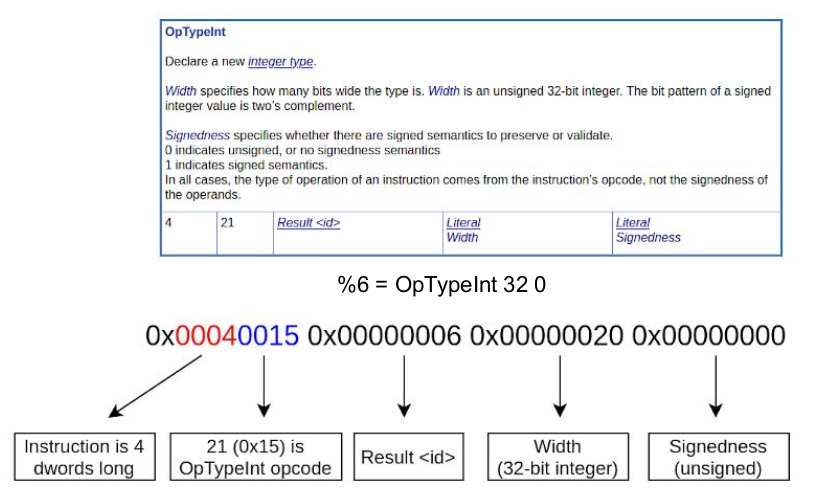 OpTypeInt
Declare a new integer type.
Width specifies how many bits wide the type is. Width is an unsigned 32-bit integer. The bit pattern of a signed
integer value is two's complement.
Signedness specifies whether there are signed semantics to preserve or validate.
0 indicates unsigned, or no signedness semantics
1 indicates signed semantics.
In all cases, the type of operation of an instruction comes from the instruction's opcode, not the signedness of
the operands.
4 21 Result <id> Literal Literal
Width Signedness
%6 = OpTypeInt 32 0
0x00040015 0x00000006 0x00000020 0x00000000
Instruction is 4
dwords long
21 (0x15) is
OpTypeInt opcode
Result <id>
Width
(32-bit integer)
Signedness
(unsigned)